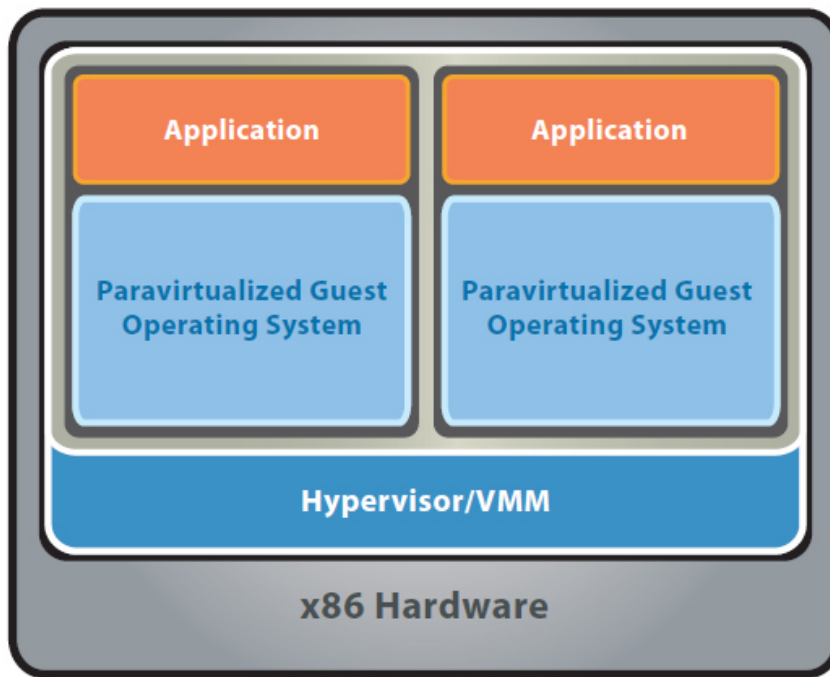 Application
Application
Paravirtualized Guest
Operating System
Paravirtualized Guest
Operating System
Hypervisor/VMM
x86 Hardware